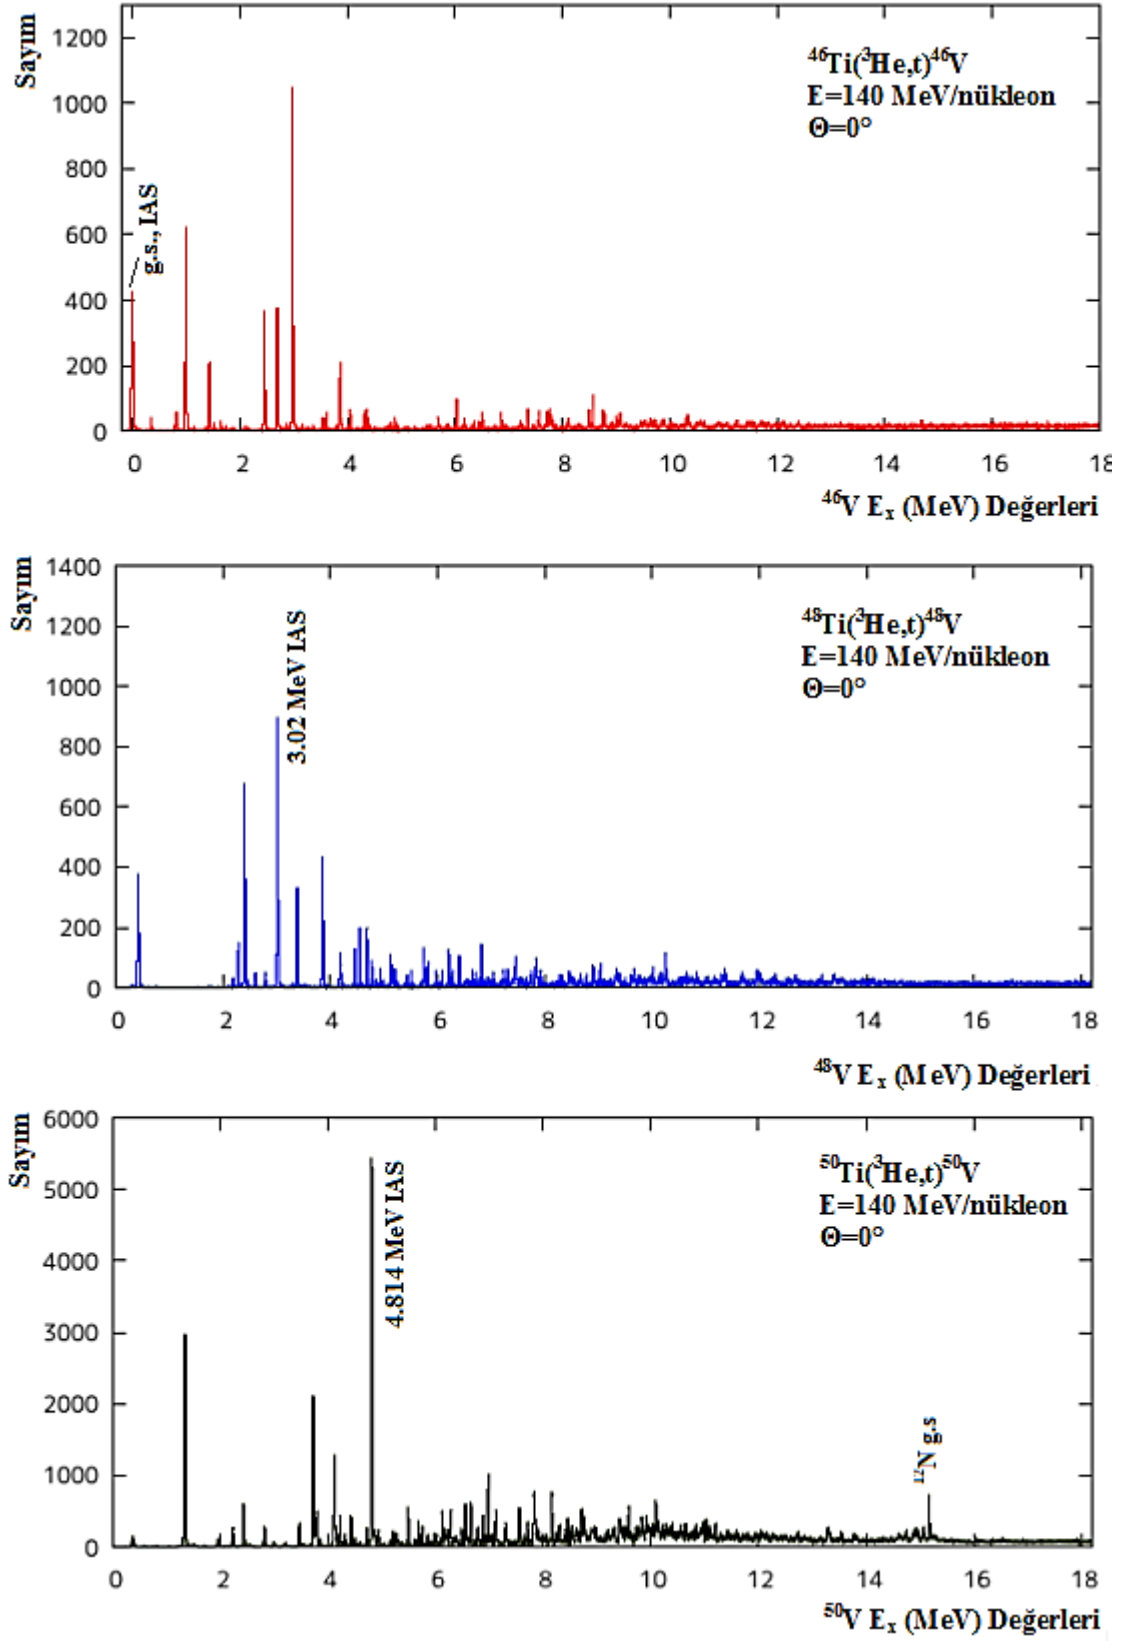 Sayım
1200
1000
800
600
400
200
0
g.s., IAS
⁴⁶Ti(³He,t)⁴⁶V
E=140 MeV/nükleon
Θ=0°
0 2 4 6 8 10 12 14 16 18
⁴⁶V Eₓ (MeV) Değerleri
Sayım
1400
1200
1000
800
600
400
200
0
3.02 MeV IAS
⁴⁸Ti(³He,t)⁴⁸V
E=140 MeV/nükleon
Θ=0°
0 2 4 6 8 10 12 14 16 18
⁴⁸V Eₓ (MeV) Değerleri
Sayım
6000
5000
4000
3000
2000
1000
0
4.814 MeV IAS
⁵⁰Ti(³He,t)⁵⁰V
E=140 MeV/nükleon
Θ=0°
¹²N g.s
0 2 4 6 8 10 12 14 16 18
⁵⁰V Eₓ (MeV) Değerleri